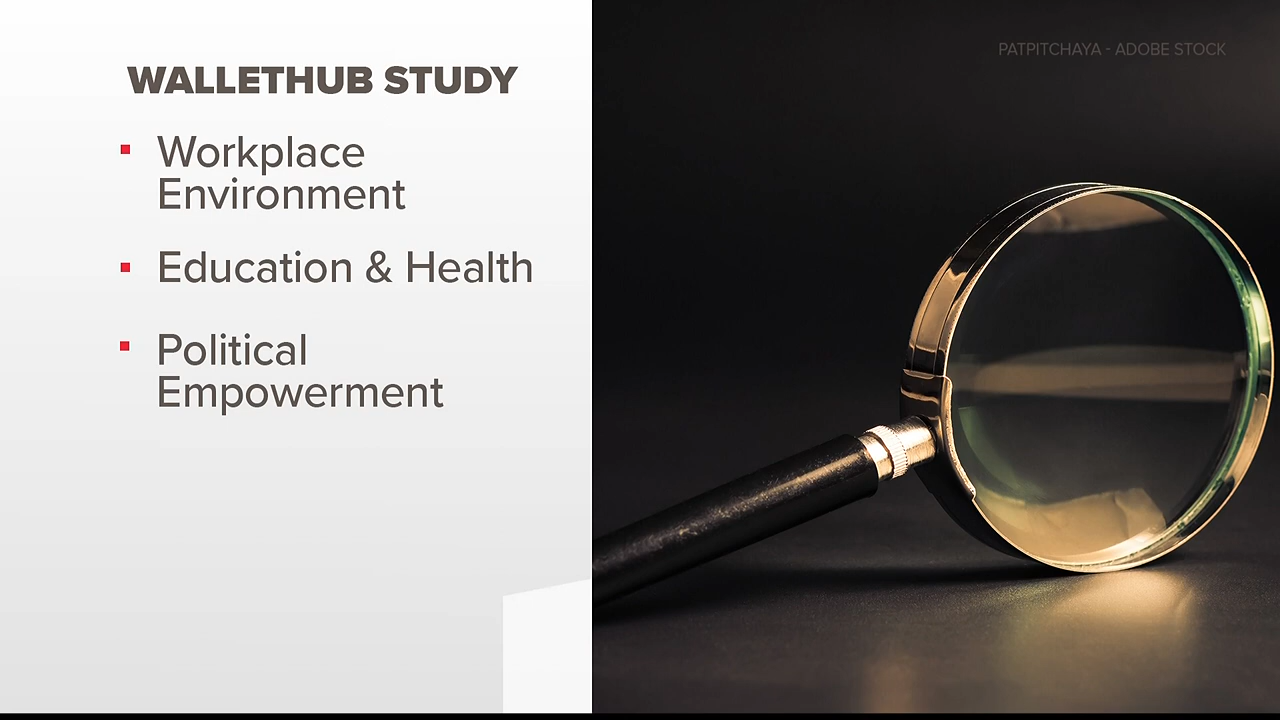 PATPITCHAYA - ADOBE STOCK
WALLETHUB STUDY
Workplace
Environment
Education & Health
Political
Empowerment